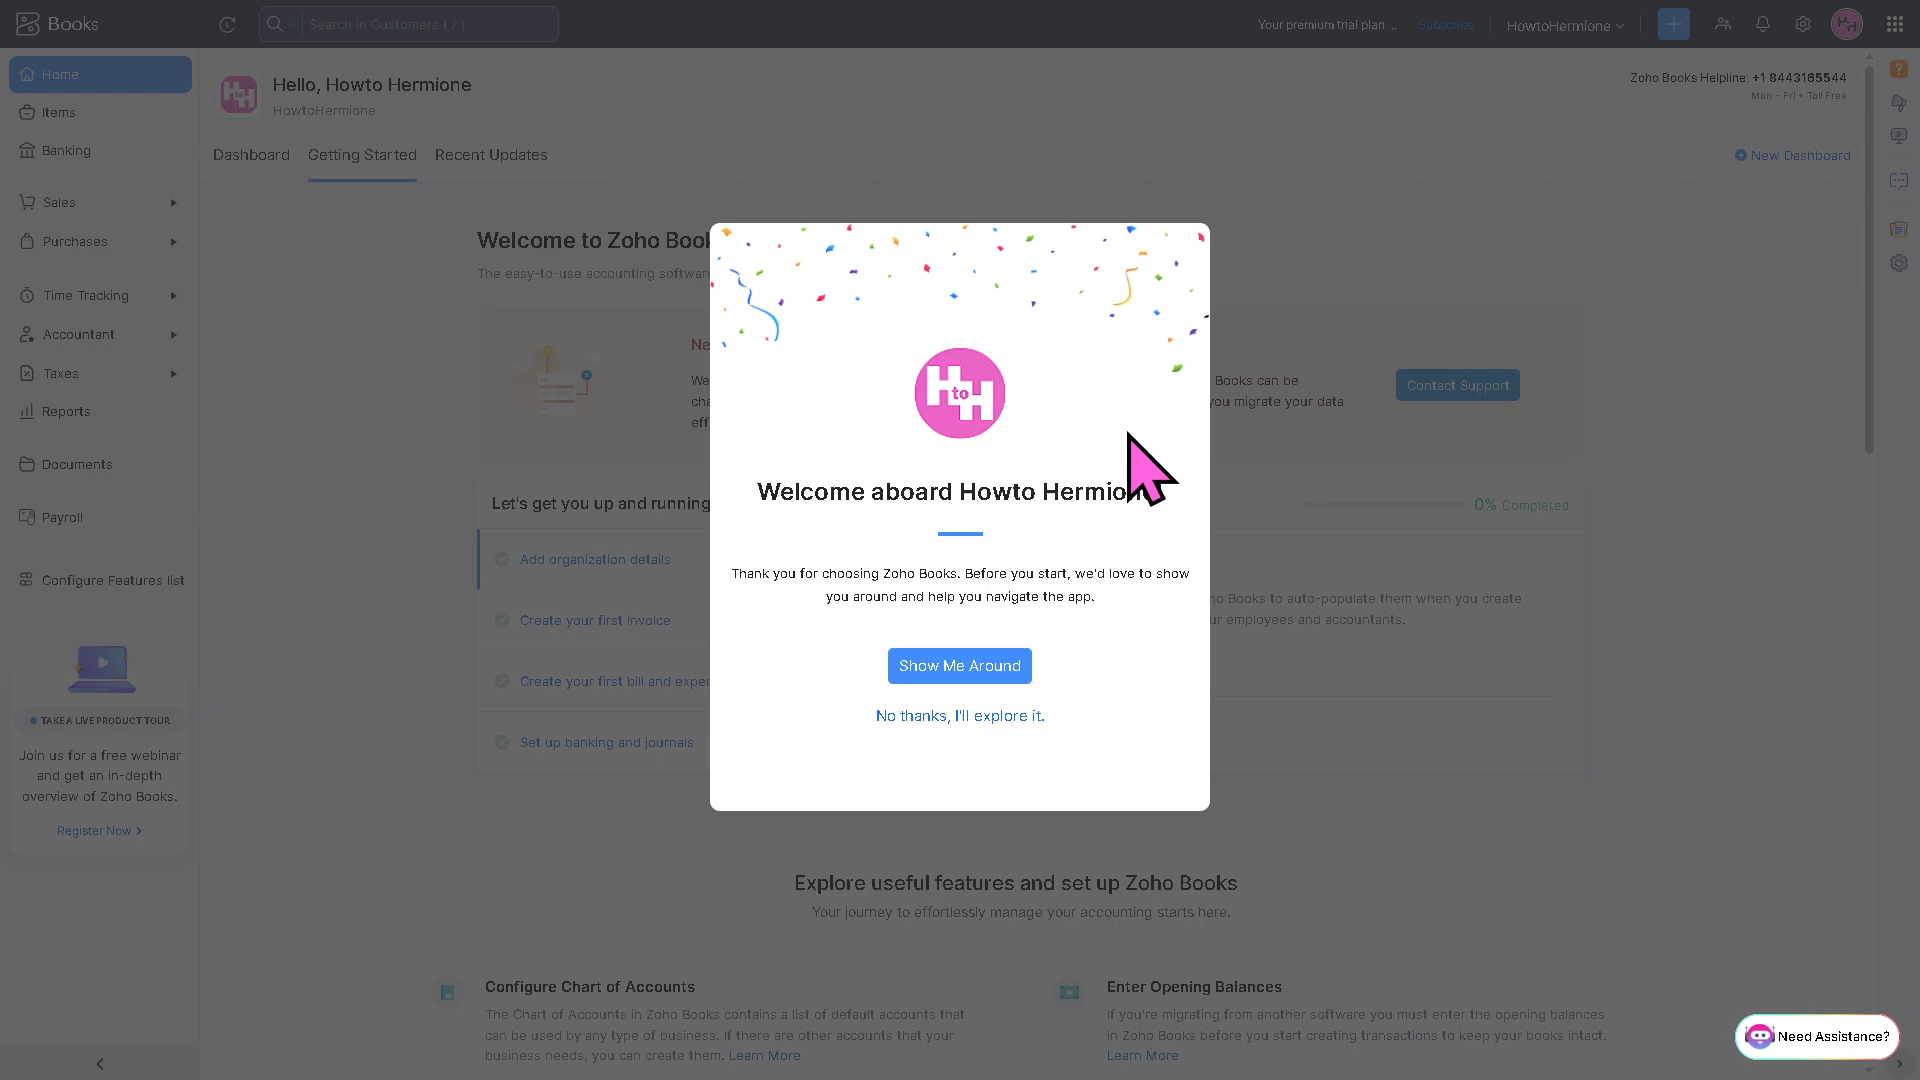 Books
Search in Customers ( / )
Your premium trial plan ...
Subscribe
HowtoHermione
Home
Items
Banking
Sales
Purchases
Time Tracking
Accountant
Taxes
Reports
Documents
Payroll
Configure Features list
TAKE A LIVE PRODUCT TOUR
Join us for a free webinar
and get an in-depth
overview of Zoho Books.
Register Now
HtoH
Hello, Howto Hermione
HowtoHermione
Zoho Books Helpline: +1 8443165544
Mon - Fri • Toll Free
Dashboard
Getting Started
Recent Updates
New Dashboard
Welcome to Zoho Boo
The easy-to-use accounting softwar
Ne
We
cha
eff
Books can be
you migrate your data
Contact Support
Let's get you up and running
0% Completed
Add organization details
Create your first invoice
Create your first bill and exper
Set up banking and journals
ho Books to auto-populate them when you create
ur employees and accountants.
HtoH
Welcome aboard Howto Hermio
Thank you for choosing Zoho Books. Before you start, we'd love to show
you around and help you navigate the app.
Show Me Around
No thanks, I'll explore it.
Explore useful features and set up Zoho Books
Your journey to effortlessly manage your accounting starts here.
Configure Chart of Accounts
The Chart of Accounts in Zoho Books contains a list of default accounts that
can be used by any type of business. If there are other accounts that your
business needs, you can create them. Learn More
Enter Opening Balances
If you're migrating from another software you must enter the opening balances
in Zoho Books before you start creating transactions to keep your books intact.
Learn More
Need Assistance?